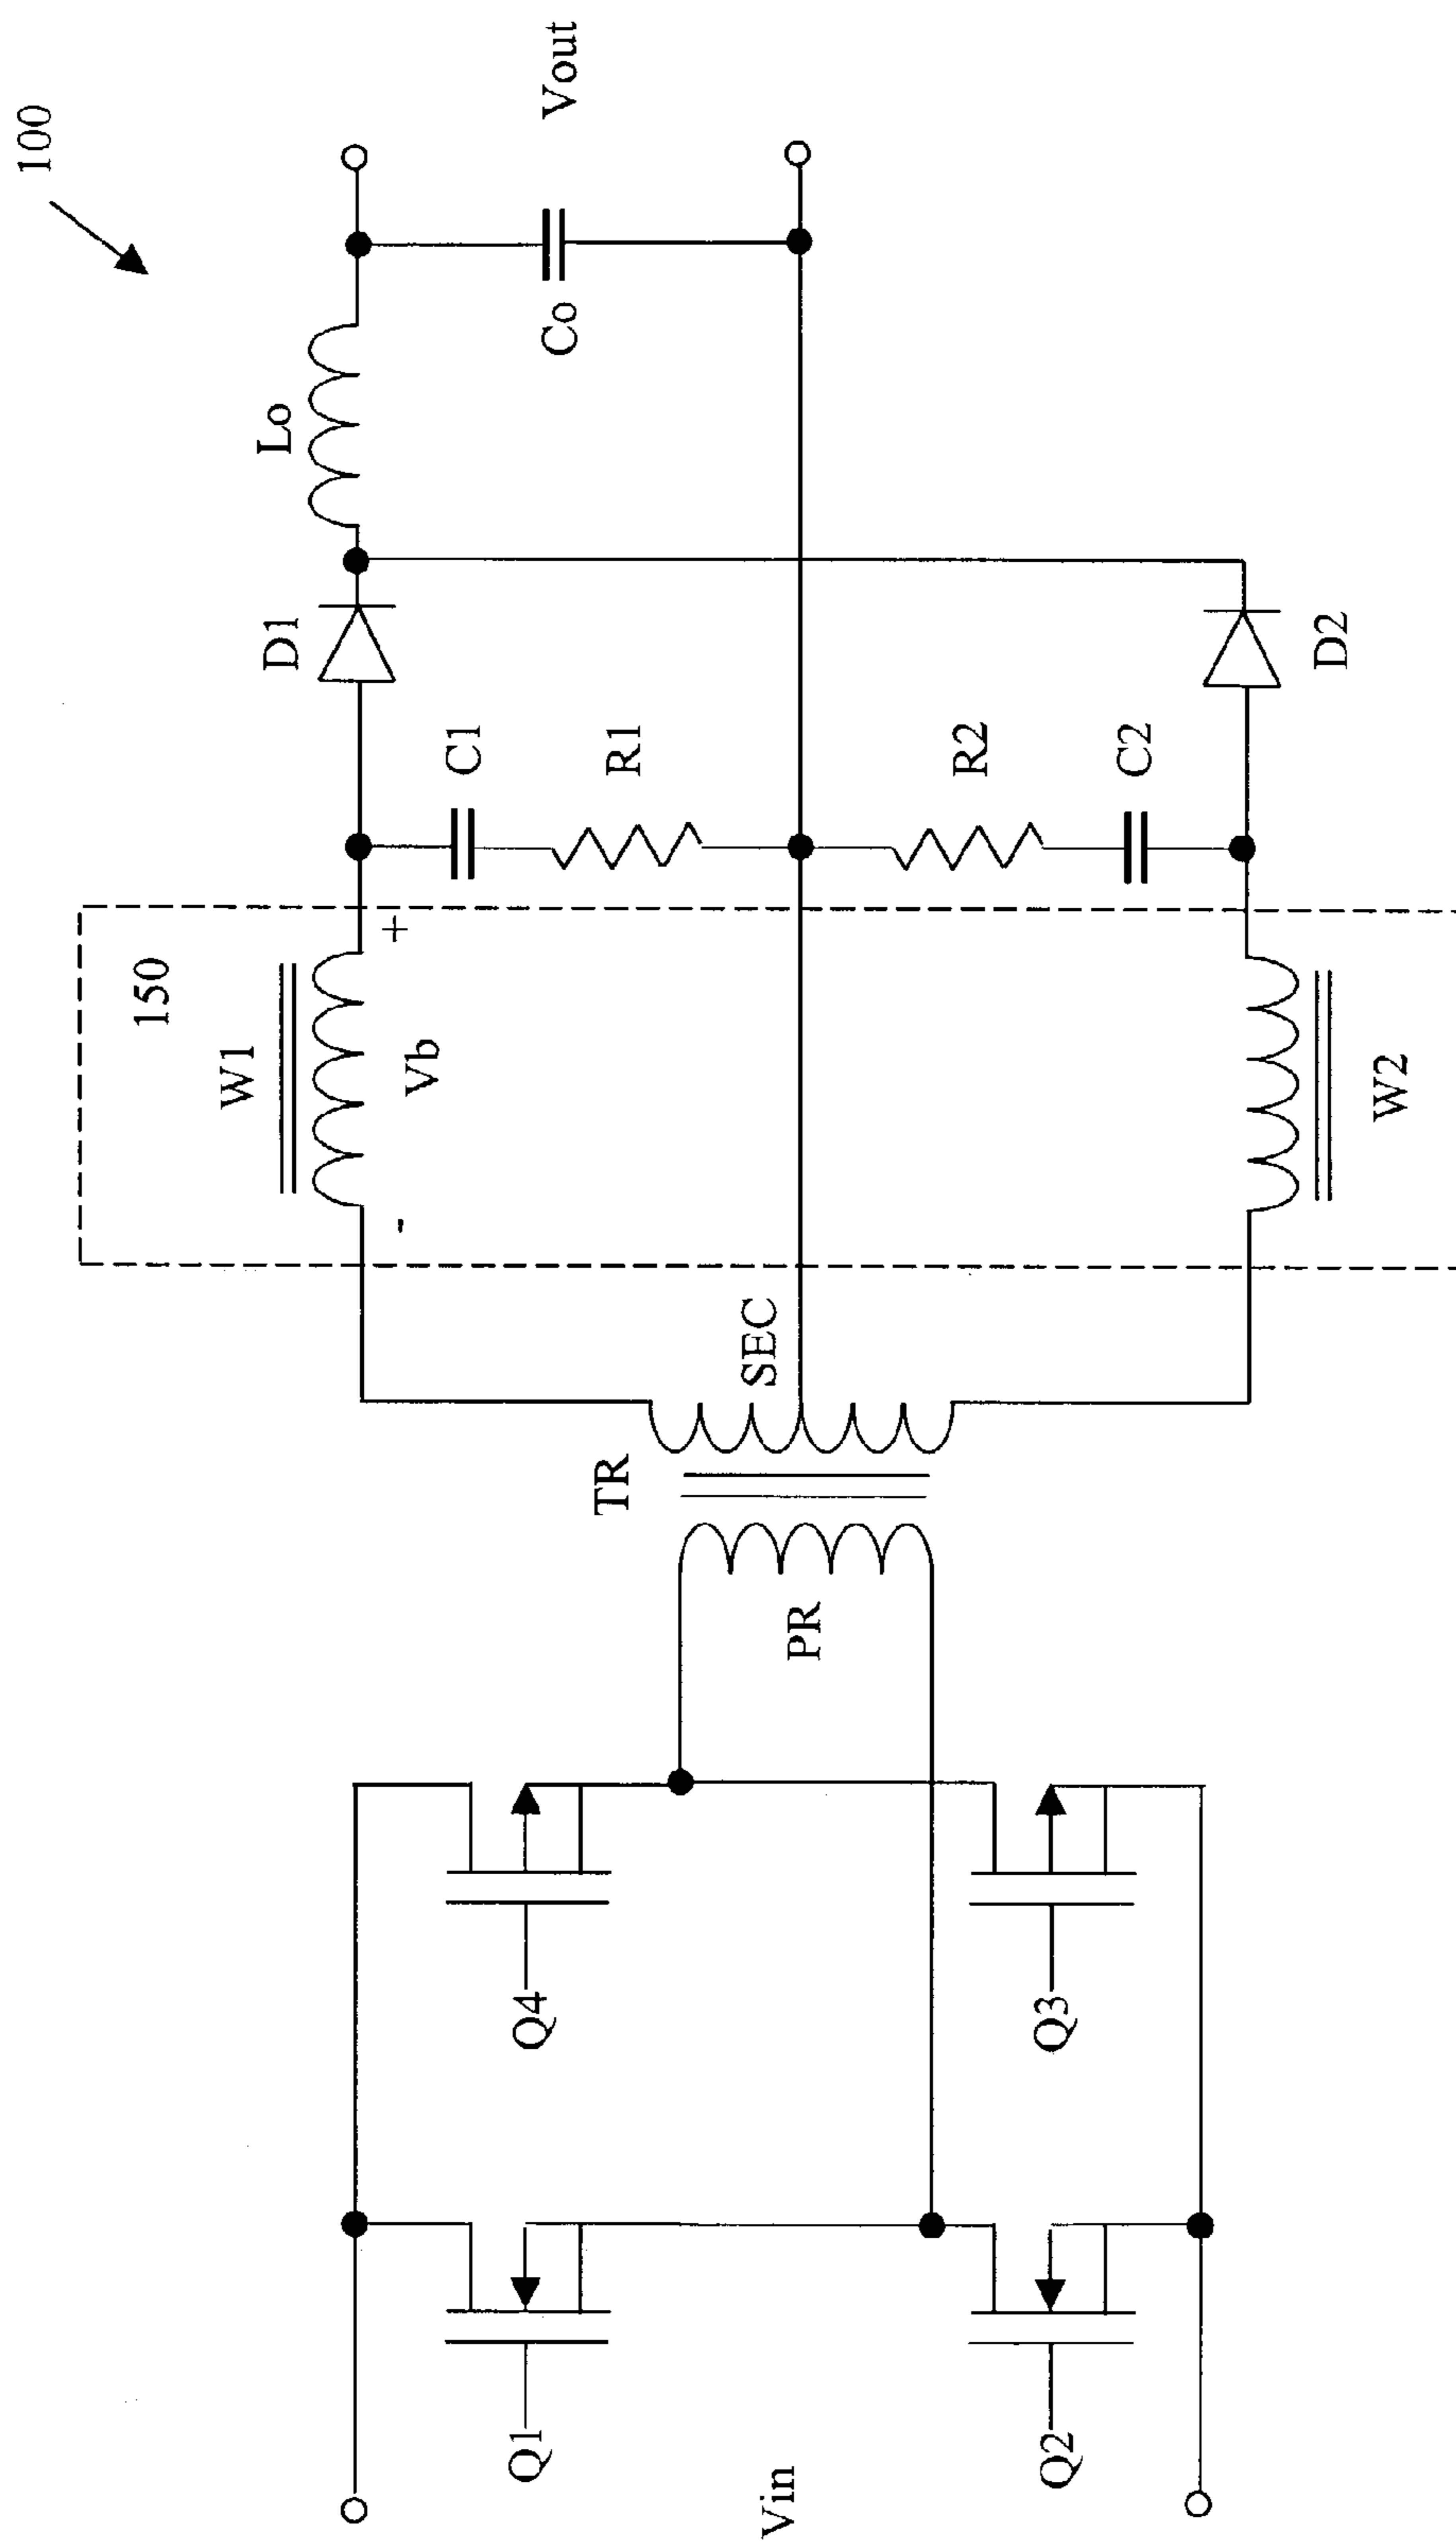 100
150
W1
Lo
D1
+
Vb
-
C1
R1
Co
Vout
Q1
Q4
TR
SEC
PR
Vin
R2
C2
Q2
Q3
W2
D2